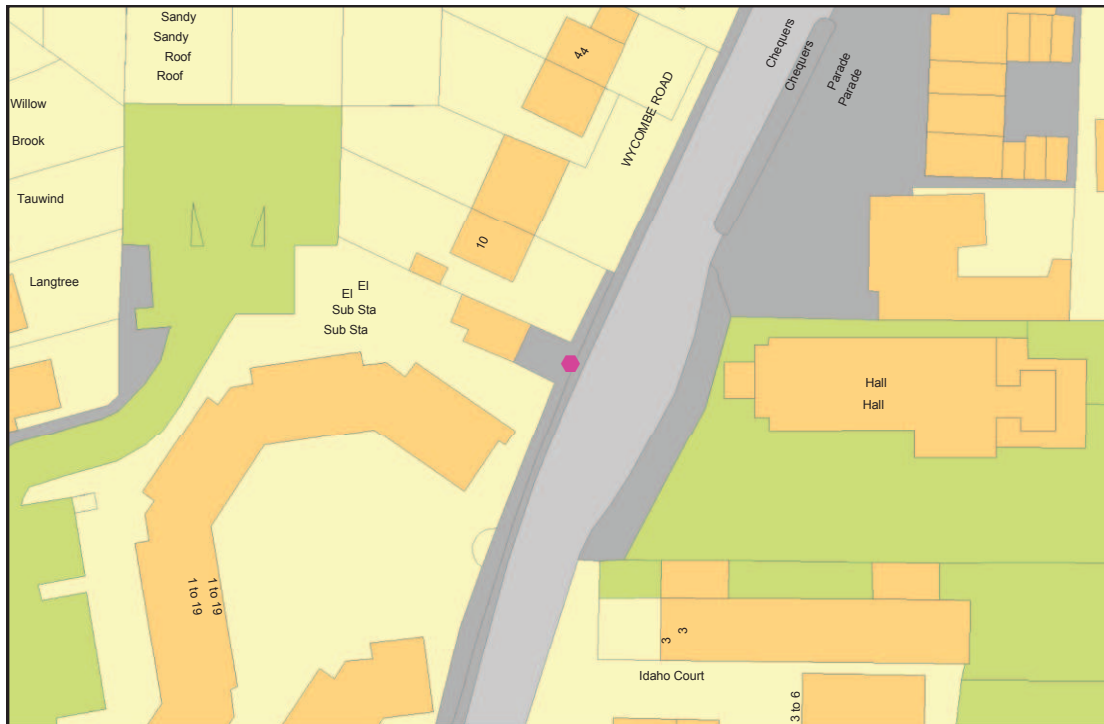 Sandy
Sandy
Roof
Roof
44
WYCOMBE ROAD
Chequers
Chequers
Parade
Parade
Willow
Brook
Tauwind
10
Langtree
El
El
Sub Sta
Sub Sta
Hall
Hall
1 to 19
1 to 19
3
3
Idaho Court
3 to 6